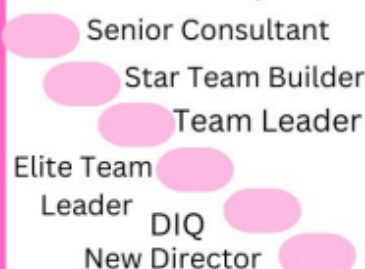 Senior Consultant
Star Team Builder
Team Leader
Elite Team
Leader
DIQ
New Director